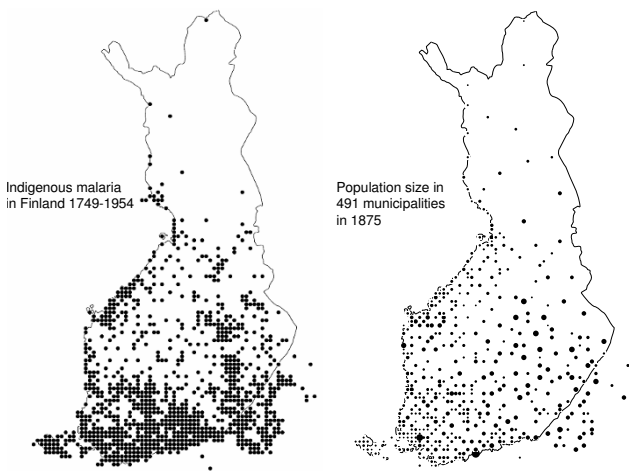 Indigenous malaria
in Finland 1749-1954
Population size in
491 municipalities
in 1875